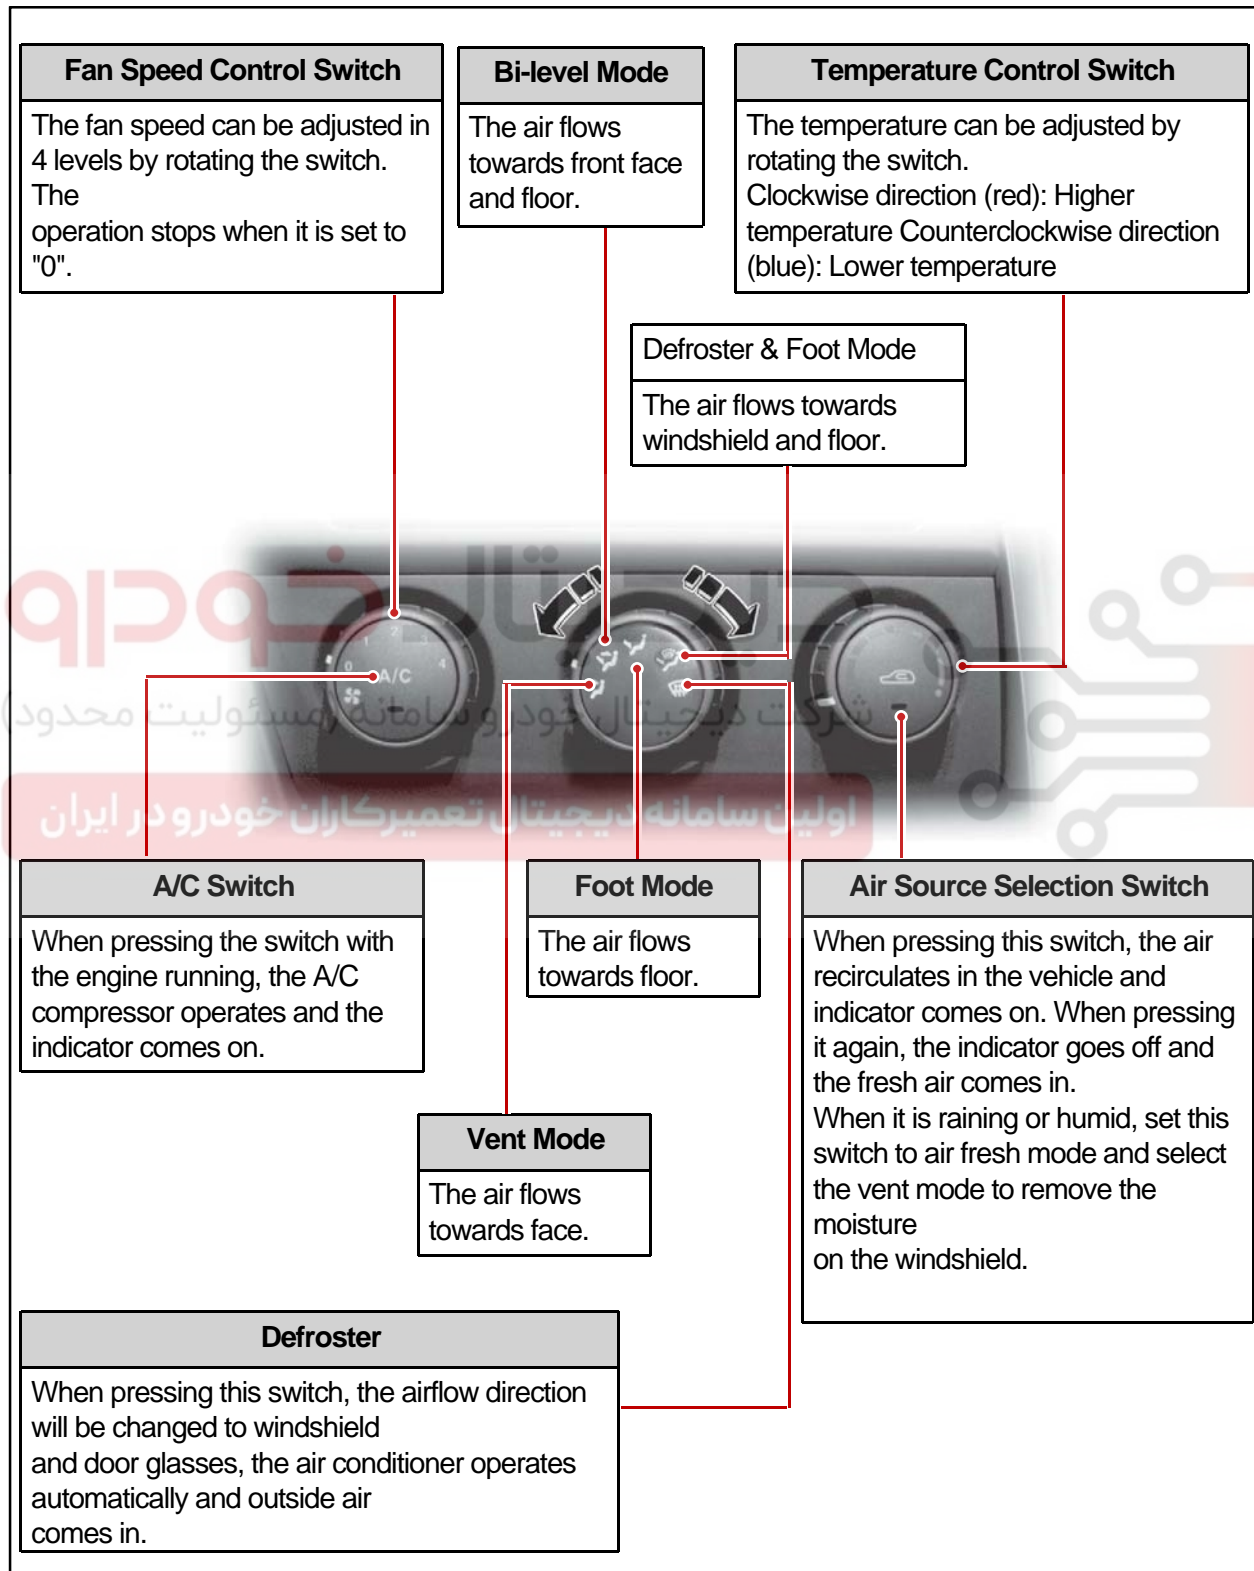 Fan Speed Control Switch
The fan speed can be adjusted in
4 levels by rotating the switch.
The
operation stops when it is set to
"0".
Bi-level Mode
The air flows
towards front face
and floor.
Temperature Control Switch
The temperature can be adjusted by
rotating the switch.
Clockwise direction (red): Higher
temperature Counterclockwise direction
(blue): Lower temperature
Defroster & Foot Mode
The air flows towards
windshield and floor.
دیجیتال خودرو
0 1 2 3 4
A/C
شرکت دیجیتال خودرو سامانه (مسئولیت محدود)
اولین سامانه دیجیتال تعمیرکاران خودرو در ایران
A/C Switch
When pressing the switch with
the engine running, the A/C
compressor operates and the
indicator comes on.
Foot Mode
The air flows
towards floor.
Air Source Selection Switch
When pressing this switch, the air
recirculates in the vehicle and
indicator comes on. When pressing
it again, the indicator goes off and
the fresh air comes in.
When it is raining or humid, set this
switch to air fresh mode and select
the vent mode to remove the
moisture
on the windshield.
Vent Mode
The air flows
towards face.
Defroster
When pressing this switch, the airflow direction
will be changed to windshield
and door glasses, the air conditioner operates
automatically and outside air
comes in.